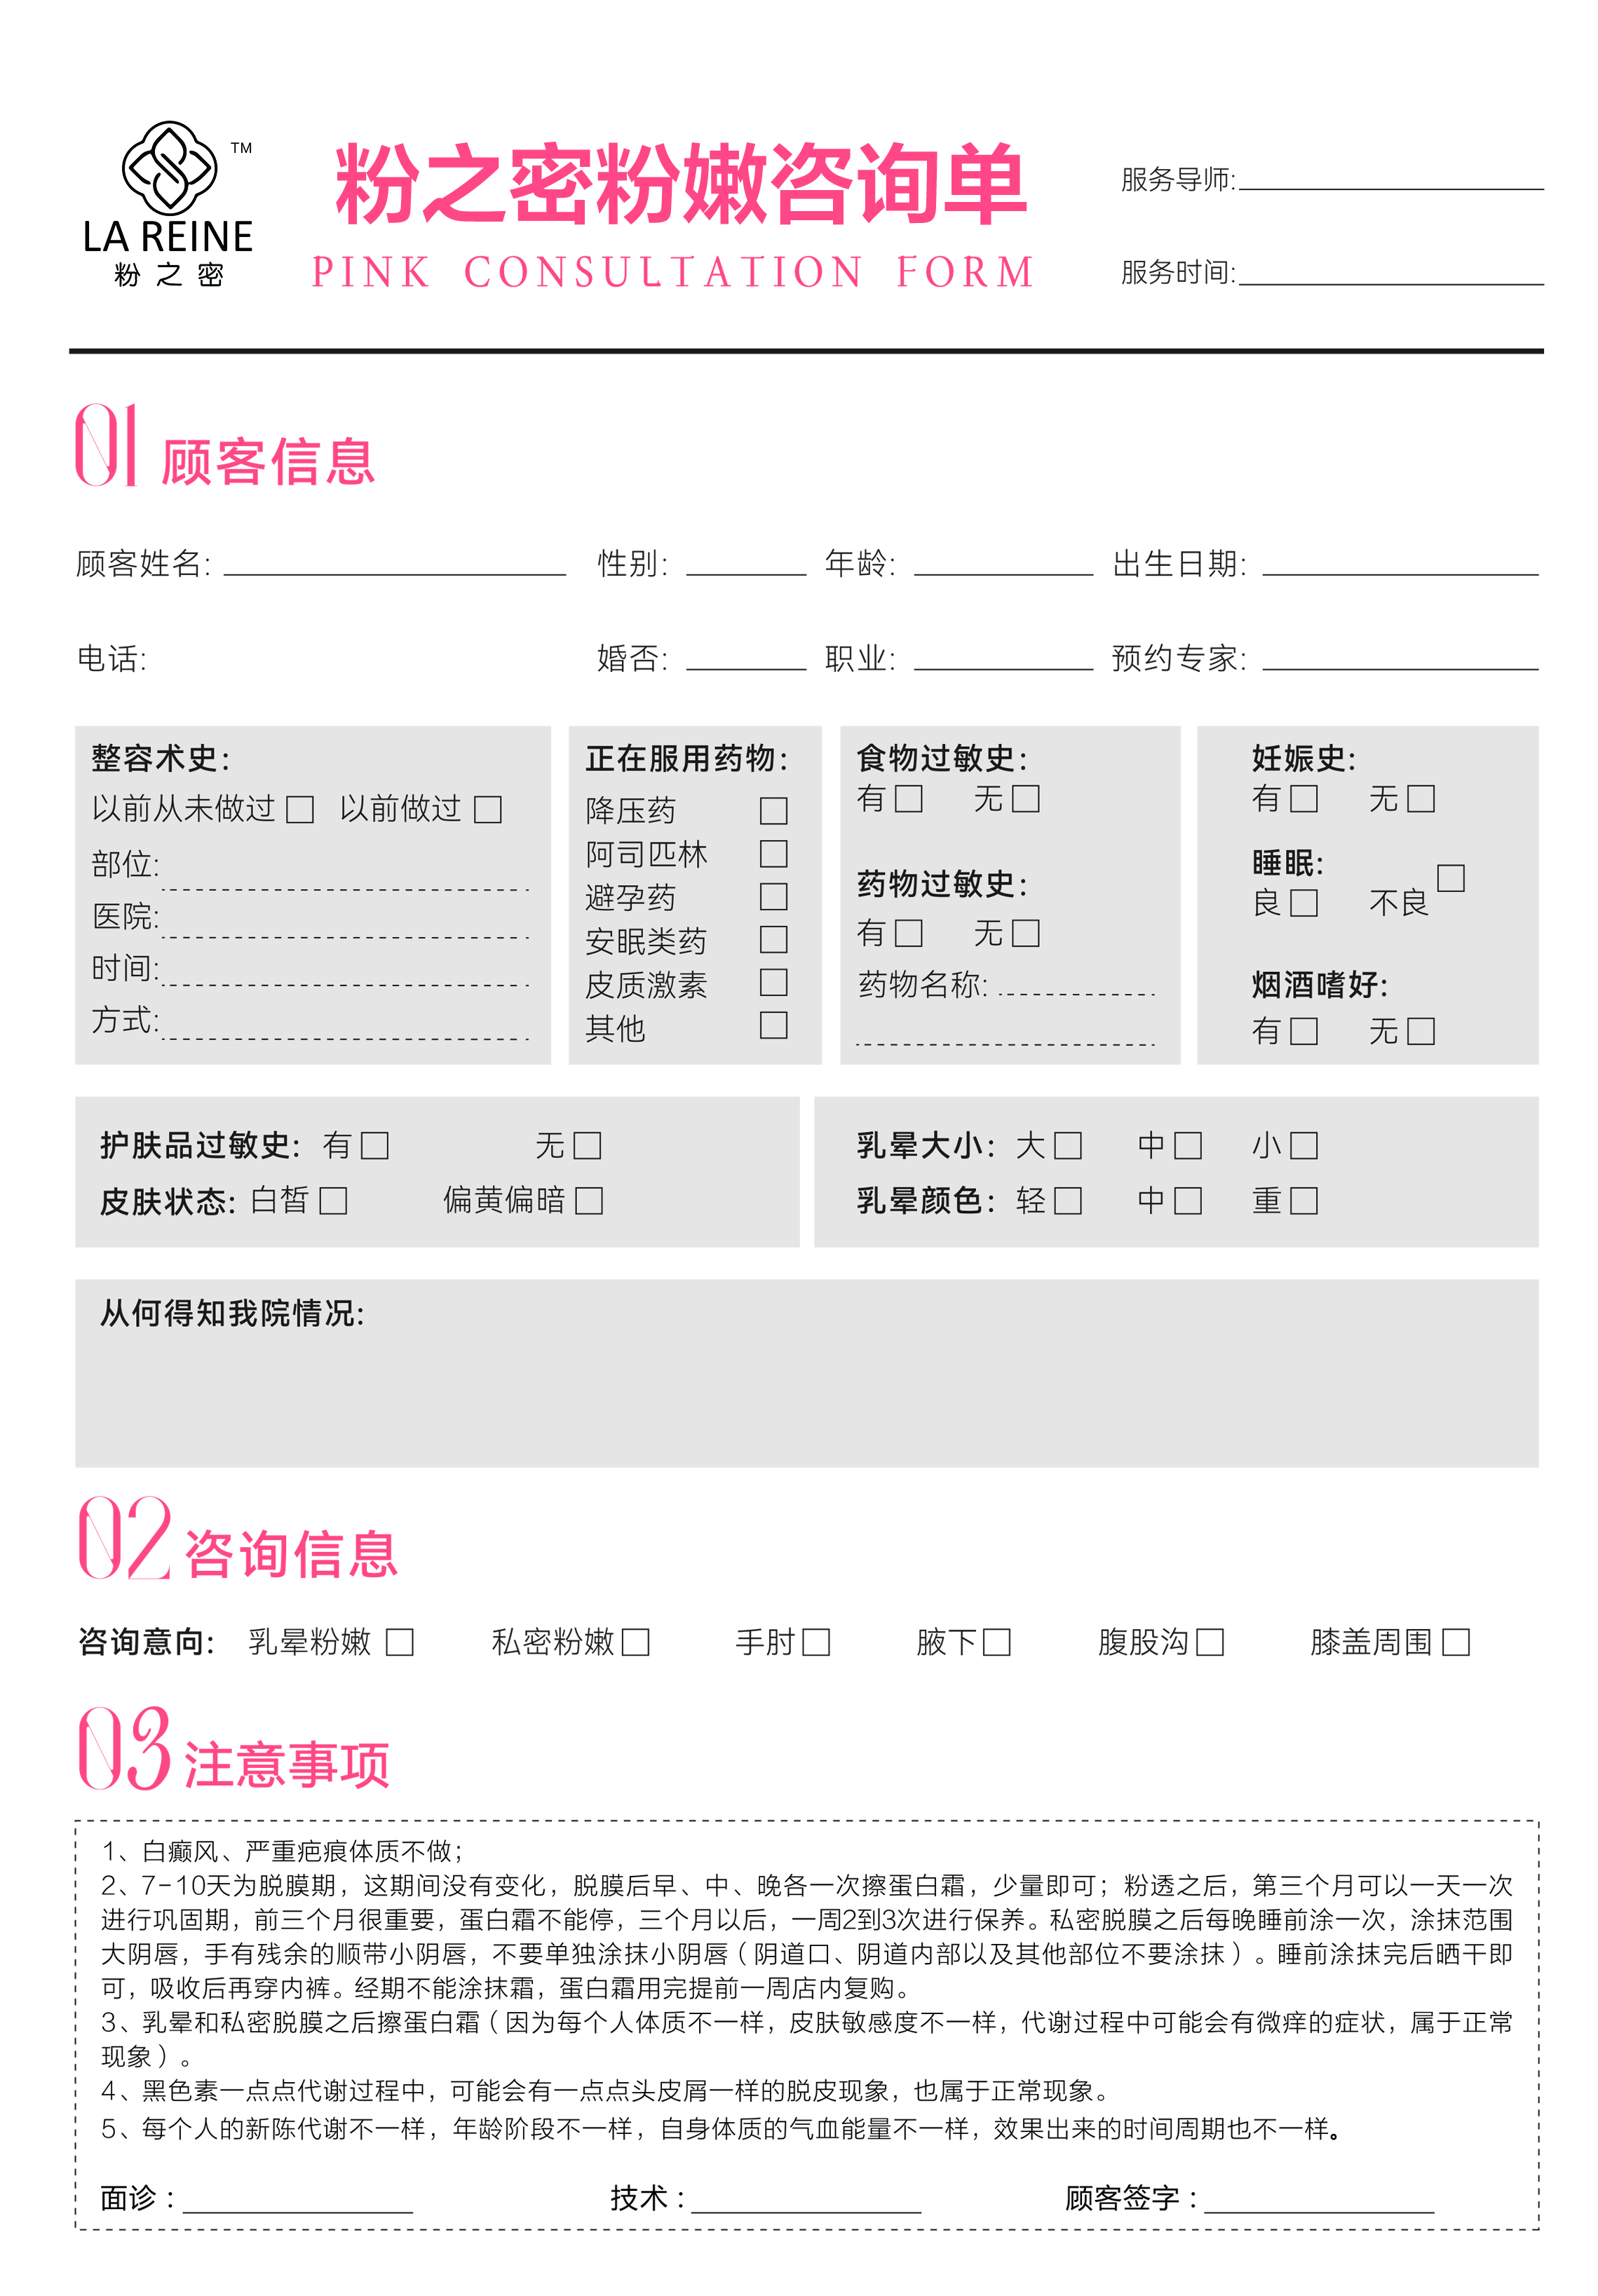 LA REINE TM
粉之密
粉之密粉嫩咨询单
PINK CONSULTATION FORM
服务导师:
服务时间:
01 顾客信息
顾客姓名: 性别: 年龄: 出生日期:
电话: 婚否: 职业: 预约专家:
整容术史:
以前从未做过 □ 以前做过 □
部位:
医院:
时间:
方式:
正在服用药物:
降压药 □
阿司匹林 □
避孕药 □
安眠类药 □
皮质激素 □
其他 □
食物过敏史:
有 □ 无 □
药物过敏史:
有 □ 无 □
药物名称:
妊娠史:
有 □ 无 □
睡眠:
良 □ 不良 □
烟酒嗜好:
有 □ 无 □
护肤品过敏史: 有 □ 无 □
皮肤状态: 白皙 □ 偏黄偏暗 □
乳晕大小: 大 □ 中 □ 小 □
乳晕颜色: 轻 □ 中 □ 重 □
从何得知我院情况:
02 咨询信息
咨询意向: 乳晕粉嫩 □ 私密粉嫩 □ 手肘 □ 腋下 □ 腹股沟 □ 膝盖周围 □
03 注意事项
1、白癜风、严重疤痕体质不做;
2、7-10天为脱膜期，这期间没有变化，脱膜后早、中、晚各一次擦蛋白霜，少量即可；粉透之后，第三个月可以一天一次
进行巩固期，前三个月很重要，蛋白霜不能停，三个月以后，一周2到3次进行保养。私密脱膜之后每晚睡前涂一次，涂抹范围
大阴唇，手有残余的顺带小阴唇，不要单独涂抹小阴唇（阴道口、阴道内部以及其他部位不要涂抹）。睡前涂抹完后晒干即
可，吸收后再穿内裤。经期不能涂抹霜，蛋白霜用完提前一周店内复购。
3、乳晕和私密脱膜之后擦蛋白霜（因为每个人体质不一样，皮肤敏感度不一样，代谢过程中可能会有微痒的症状，属于正常
现象）。
4、黑色素一点点代谢过程中，可能会有一点点头皮屑一样的脱皮现象，也属于正常现象。
5、每个人的新陈代谢不一样，年龄阶段不一样，自身体质的气血能量不一样，效果出来的时间周期也不一样。
面诊： 技术： 顾客签字：